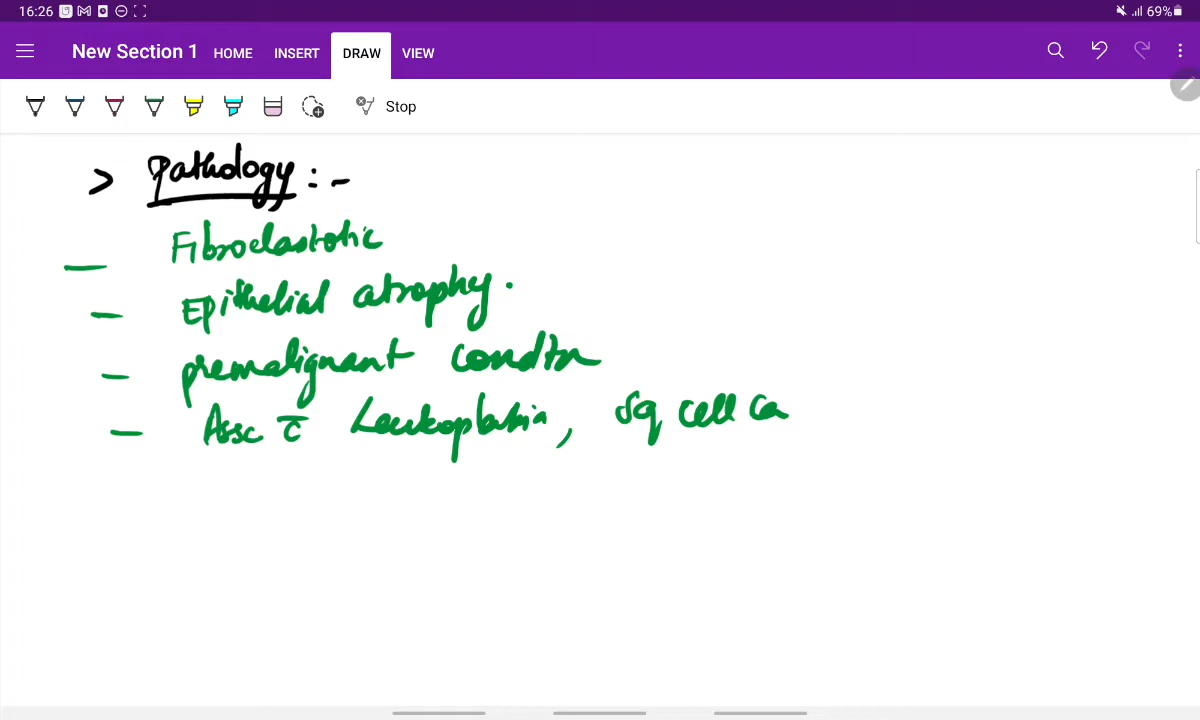 16:26 69%
New Section 1 HOME INSERT DRAW VIEW
Stop
> Pathology :-
— Fibroelastotic
— Epithelial atrophy.
— premalignant condtn
— Assc c̅ Leukoplakia, Sq cell Ca